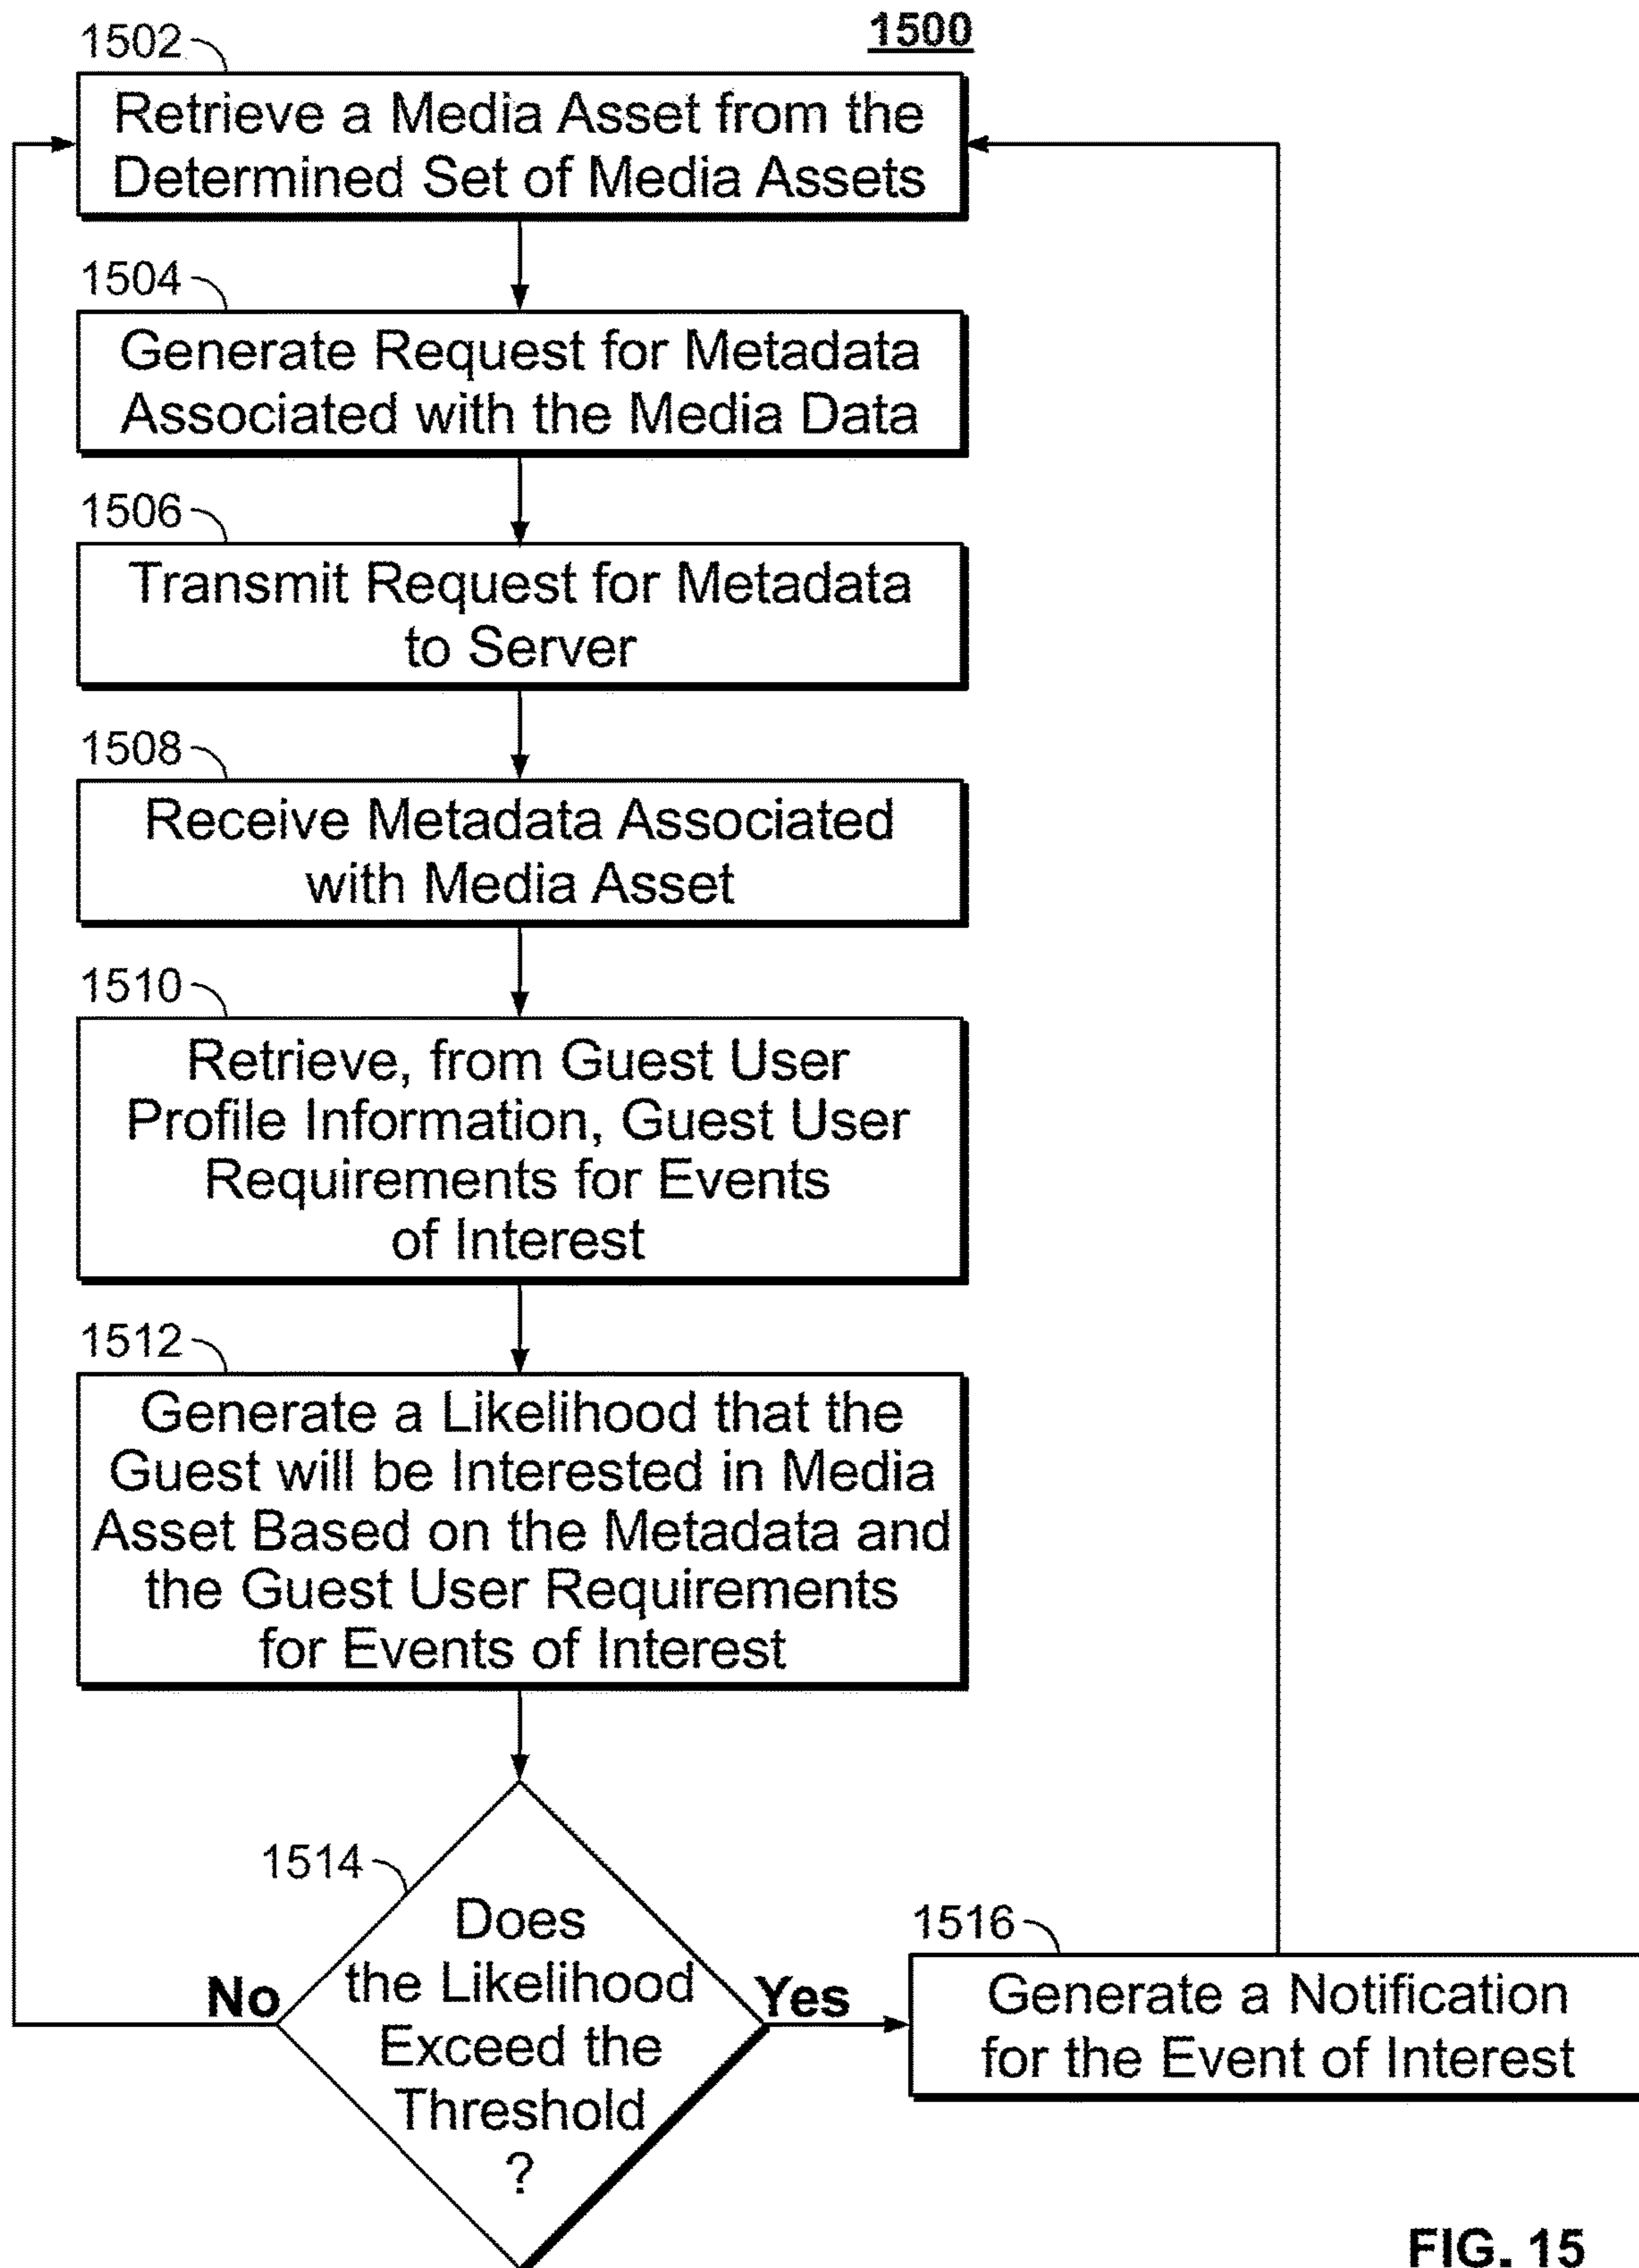 1500
1502
Retrieve a Media Asset from the
Determined Set of Media Assets
1504
Generate Request for Metadata
Associated with the Media Data
1506
Transmit Request for Metadata
to Server
1508
Receive Metadata Associated
with Media Asset
1510
Retrieve, from Guest User
Profile Information, Guest User
Requirements for Events
of Interest
1512
Generate a Likelihood that the
Guest will be Interested in Media
Asset Based on the Metadata and
the Guest User Requirements
for Events of Interest
1514
Does
the Likelihood
Exceed the
Threshold
?
No
Yes
1516
Generate a Notification
for the Event of Interest
FIG. 15